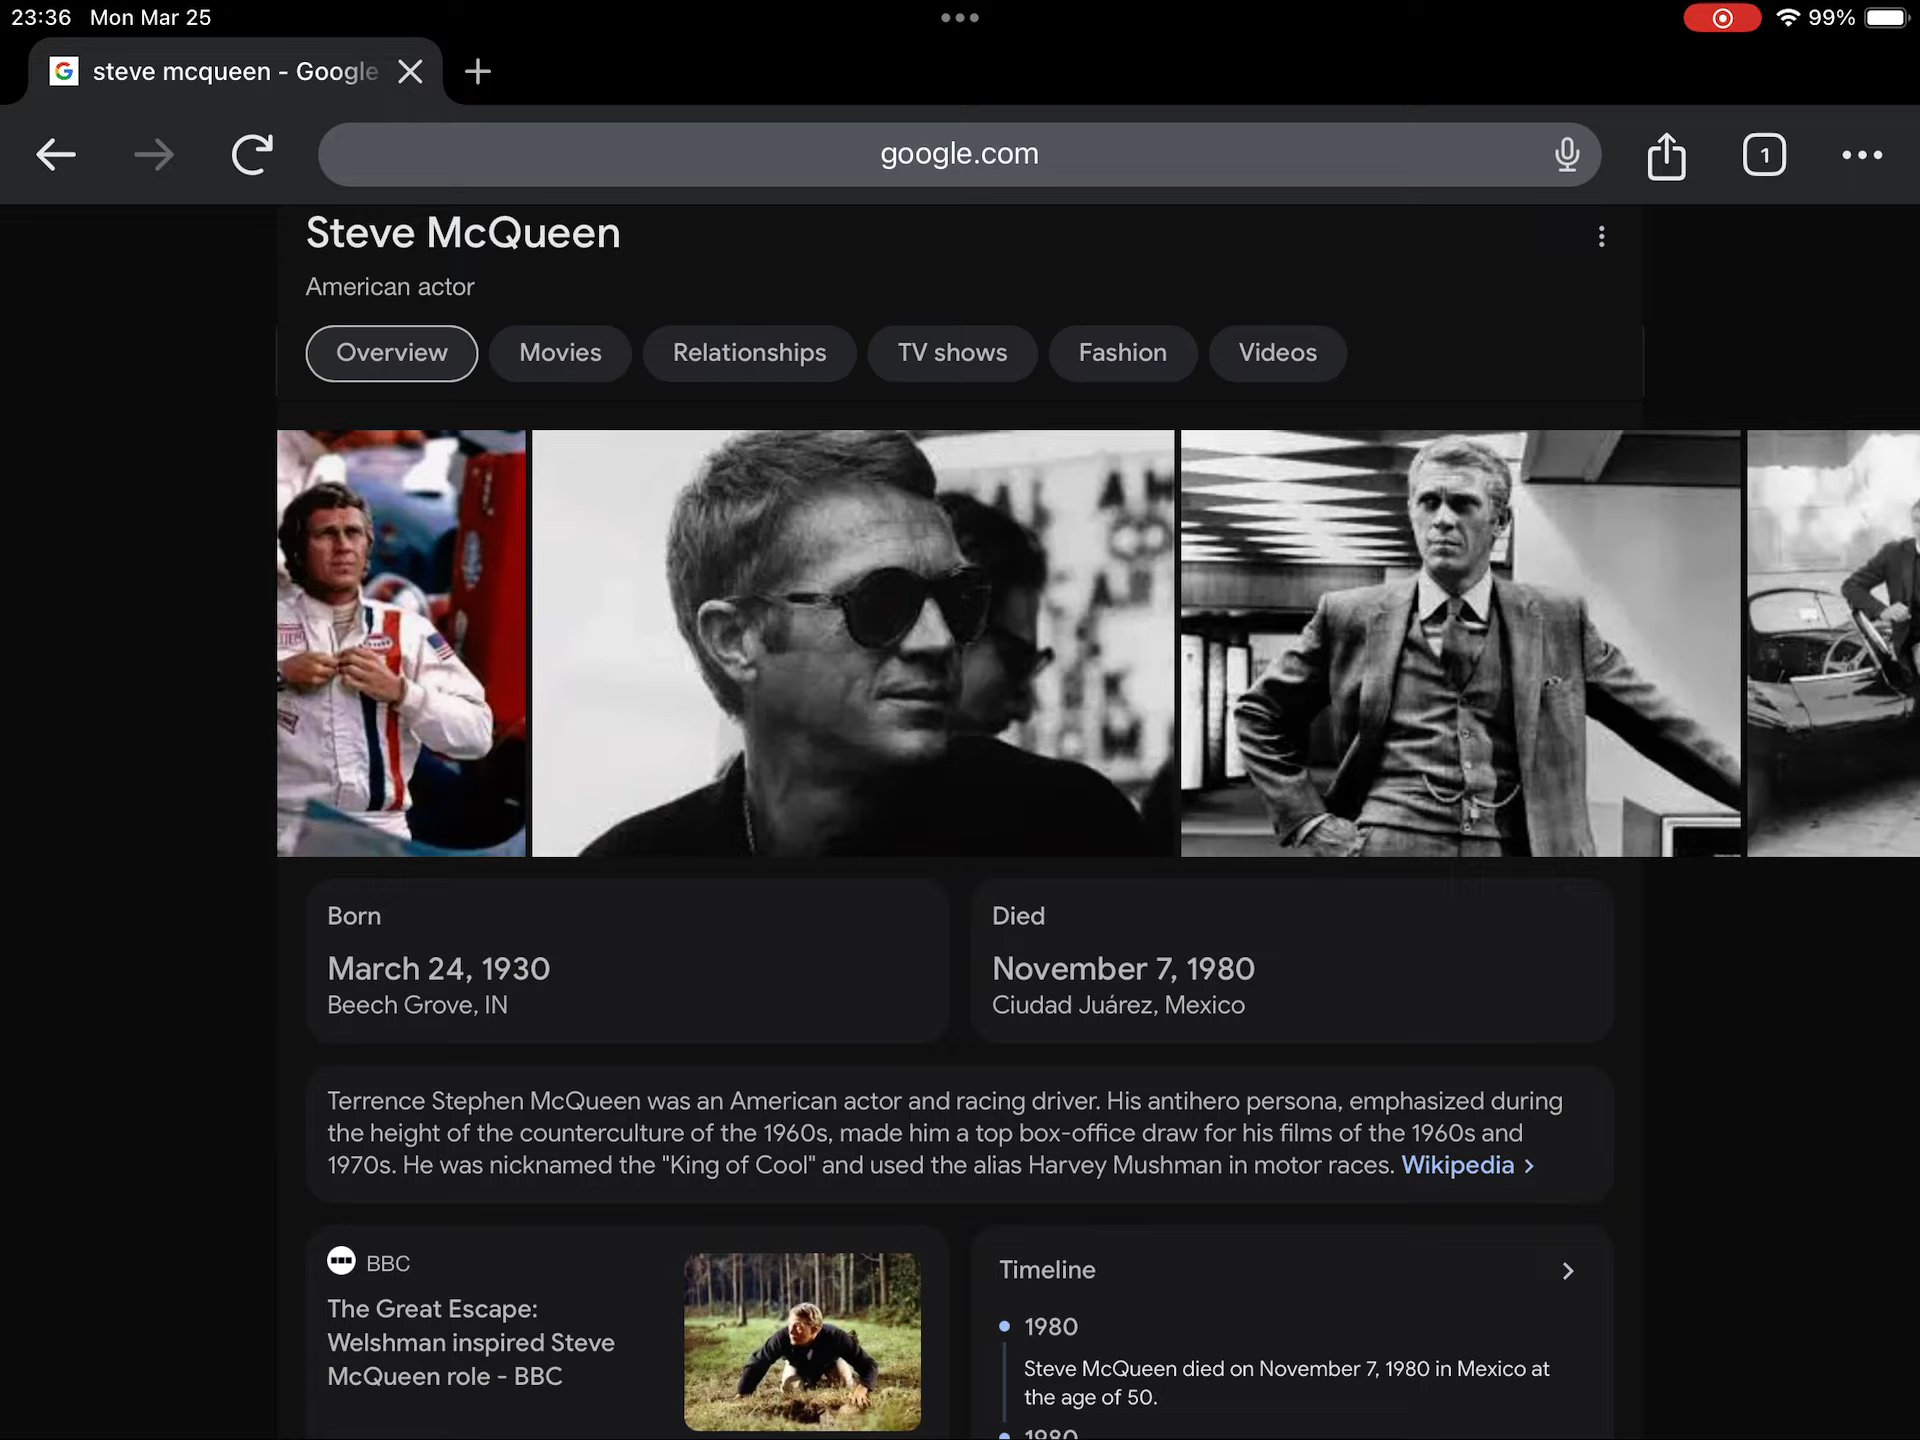 23:36 Mon Mar 25
99%
steve mcqueen - Google
google.com
1
Steve McQueen
American actor
Overview
Movies
Relationships
TV shows
Fashion
Videos
Born
March 24, 1930
Beech Grove, IN
Died
November 7, 1980
Ciudad Juárez, Mexico
Terrence Stephen McQueen was an American actor and racing driver. His antihero persona, emphasized during
the height of the counterculture of the 1960s, made him a top box-office draw for his films of the 1960s and
1970s. He was nicknamed the "King of Cool" and used the alias Harvey Mushman in motor races. Wikipedia
BBC
The Great Escape:
Welshman inspired Steve
McQueen role - BBC
Timeline
1980
Steve McQueen died on November 7, 1980 in Mexico at
the age of 50.
1980